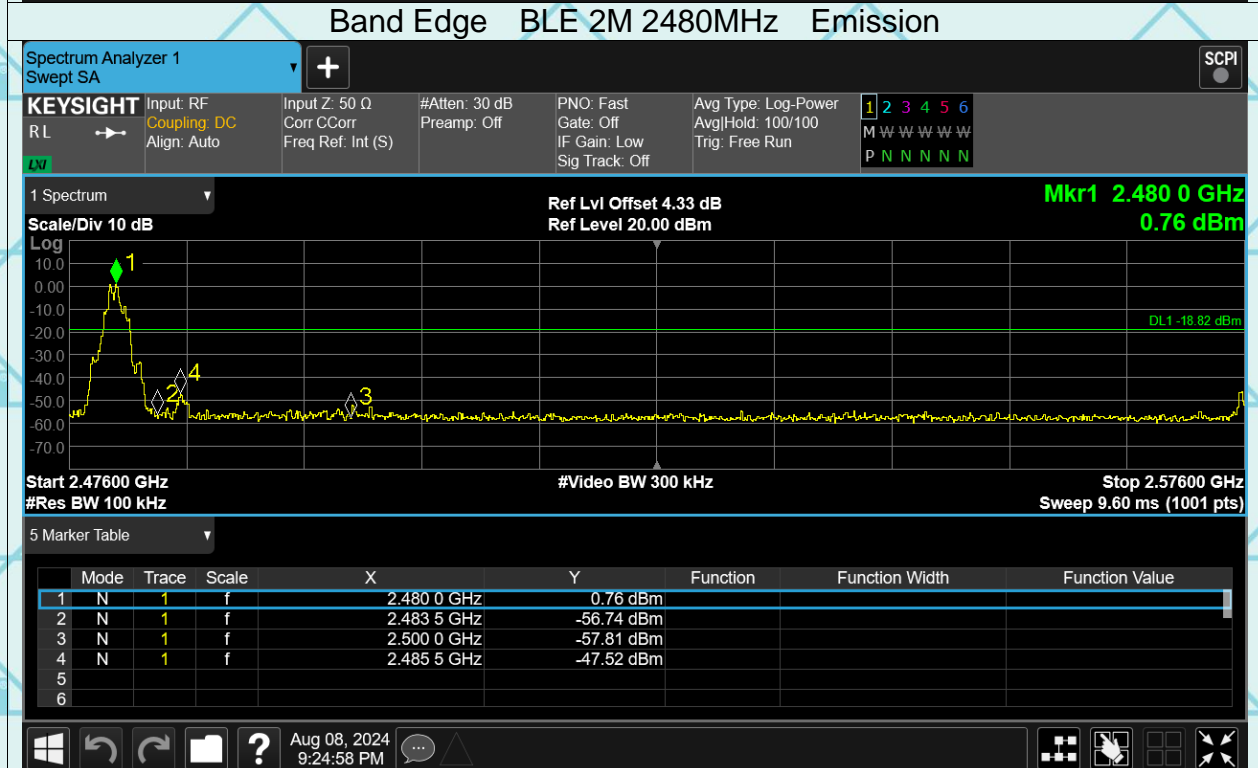 Band Edge BLE 2M 2480MHz Emission
Spectrum Analyzer 1
Swept SA
+
SCPI
KEYSIGHT
RL
LXI
Input: RF
Coupling: DC
Align: Auto
Input Z: 50 Ω
Corr CCorr
Freq Ref: Int (S)
#Atten: 30 dB
Preamp: Off
PNO: Fast
Gate: Off
IF Gain: Low
Sig Track: Off
Avg Type: Log-Power
Avg|Hold: 100/100
Trig: Free Run
1 2 3 4 5 6
M W W W W W
P N N N N N
1 Spectrum
Scale/Div 10 dB
Ref Lvl Offset 4.33 dB
Ref Level 20.00 dBm
Mkr1 2.480 0 GHz
0.76 dBm
Log
10.0
0.00
-10.0
-20.0
-30.0
-40.0
-50.0
-60.0
-70.0
1
2
4
3
DL1 -18.82 dBm
Start 2.47600 GHz
#Res BW 100 kHz
#Video BW 300 kHz
Stop 2.57600 GHz
Sweep 9.60 ms (1001 pts)
5 Marker Table
Mode Trace Scale X Y Function Function Width Function Value
1 N 1 f 2.480 0 GHz 0.76 dBm
2 N 1 f 2.483 5 GHz -56.74 dBm
3 N 1 f 2.500 0 GHz -57.81 dBm
4 N 1 f 2.485 5 GHz -47.52 dBm
5
6
?
Aug 08, 2024
9:24:58 PM